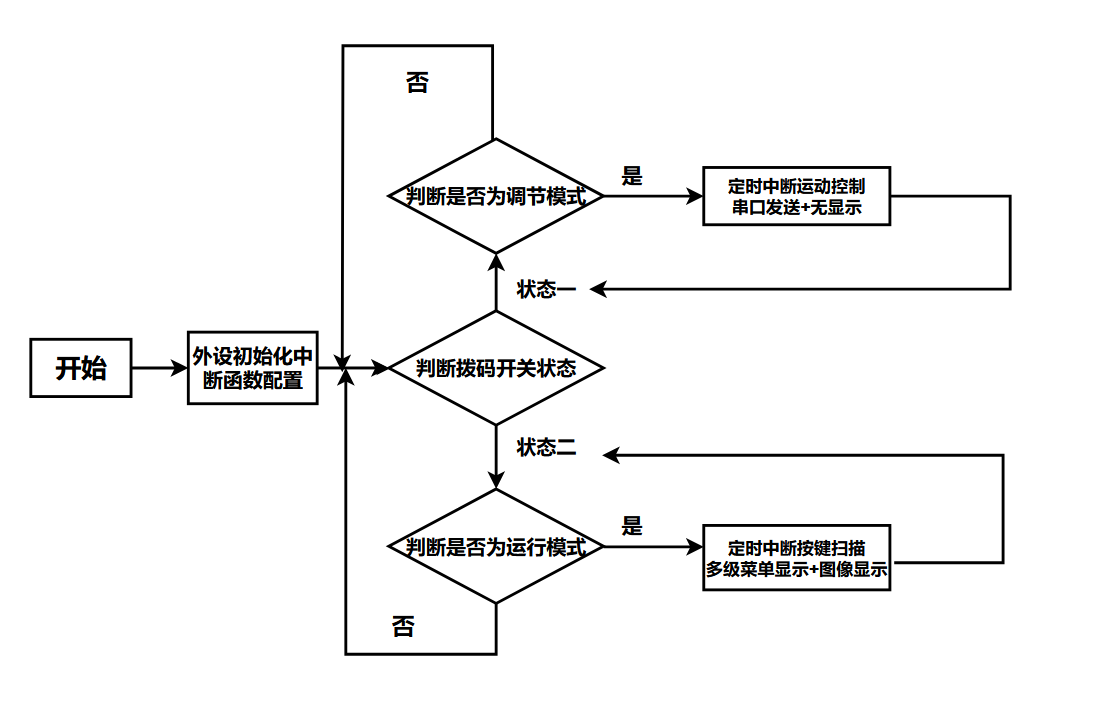 否
判断是否为调节模式
是
定时中断运动控制
串口发送+无显示
状态一
开始
外设初始化中
断函数配置
判断拨码开关状态
状态二
判断是否为运行模式
是
定时中断按键扫描
多级菜单显示+图像显示
否